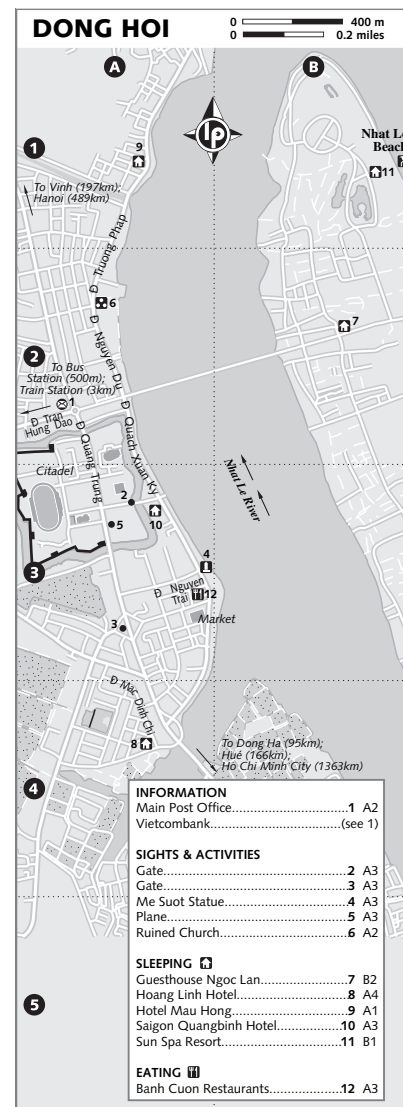 DONG HOI
0 400 m
0 0.2 miles
A
B
1
9
Nhat Le
Beach
11
To Vinh (197km);
Hanoi (489km)
Đ Truong Phap
6
7
Đ Nguyen Du
2
To Bus
Station (500m);
Train Station (3km)
1
Đ Tran
Hung Dao
Đ Quang Trung
Đ Quach Xuan Ky
Citadel
Nhat Le River
2
10
5
4
3
Đ Nguyen
Trai
12
Market
3
Đ Mac Dinh Chi
8
To Dong Ha (95km);
Hué (166km);
Ho Chi Minh City (1363km)
4
INFORMATION
Main Post Office...................................1 A2
Vietcombank.......................................(see 1)
SIGHTS & ACTIVITIES
Gate.......................................................2 A3
Gate.......................................................3 A3
Me Suot Statue.....................................4 A3
Plane......................................................5 A3
Ruined Church......................................6 A2
5
SLEEPING
Guesthouse Ngoc Lan..........................7 B2
Hoang Linh Hotel.................................8 A4
Hotel Mau Hong...................................9 A1
Saigon Quangbinh Hotel....................10 A3
Sun Spa Resort.....................................11 B1
EATING
Banh Cuon Restaurants.......................12 A3